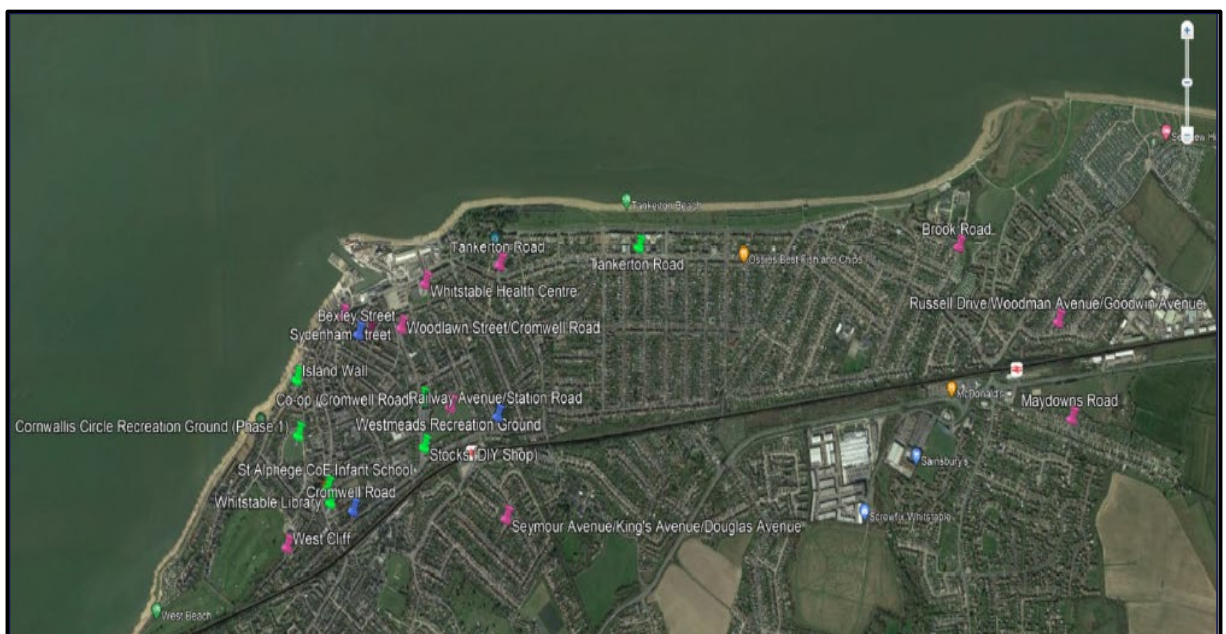 Seaview Ho
Tankerton Beach
Brook Road
Tankerton Road
Tankerton Road
Ossies Best Fish and Chips
Whitstable Health Centre
Russell Drive/Woodman Avenue/Goodwin Avenue
Bexley Street
Woodlawn Street/Cromwell Road
Sydenham Street
Island Wall
McDonald's
Co-op (Cromwell Road)
Railway Avenue/Station Road
Maydowns Road
Cornwallis Circle Recreation Ground (Phase 1)
Westmeads Recreation Ground
Stocks (DIY Shop)
Sainsbury's
St Alphege CoE Infant School
Cromwell Road
Whitstable Library
Screwfix Whitstable
Seymour Avenue/King's Avenue/Douglas Avenue
West Cliff
West Beach